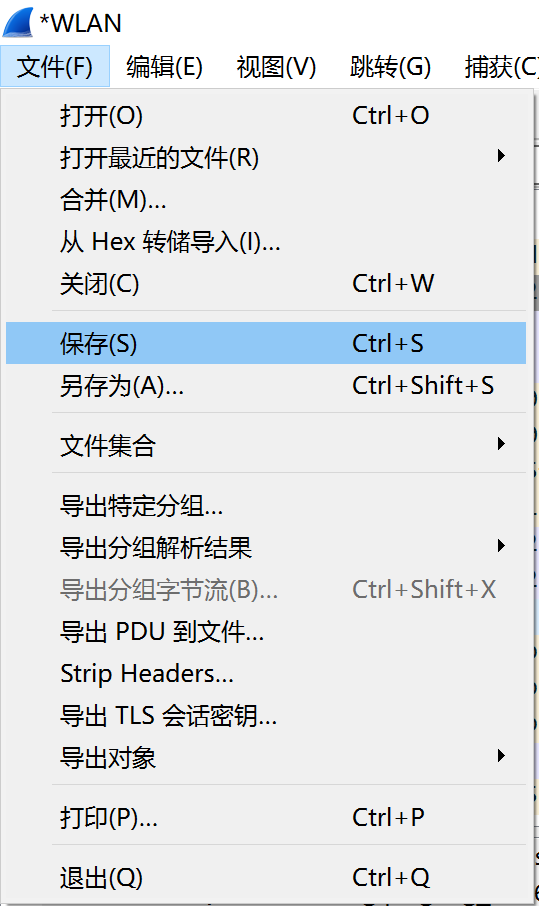 *WLAN
文件(F) 编辑(E) 视图(V) 跳转(G) 捕获(C)
打开(O) Ctrl+O
打开最近的文件(R)
合并(M)...
从 Hex 转储导入(I)...
关闭(C) Ctrl+W
保存(S) Ctrl+S
另存为(A)... Ctrl+Shift+S
文件集合
导出特定分组...
导出分组解析结果
导出分组字节流(B)... Ctrl+Shift+X
导出 PDU 到文件...
Strip Headers...
导出 TLS 会话密钥...
导出对象
打印(P)... Ctrl+P
退出(Q) Ctrl+Q